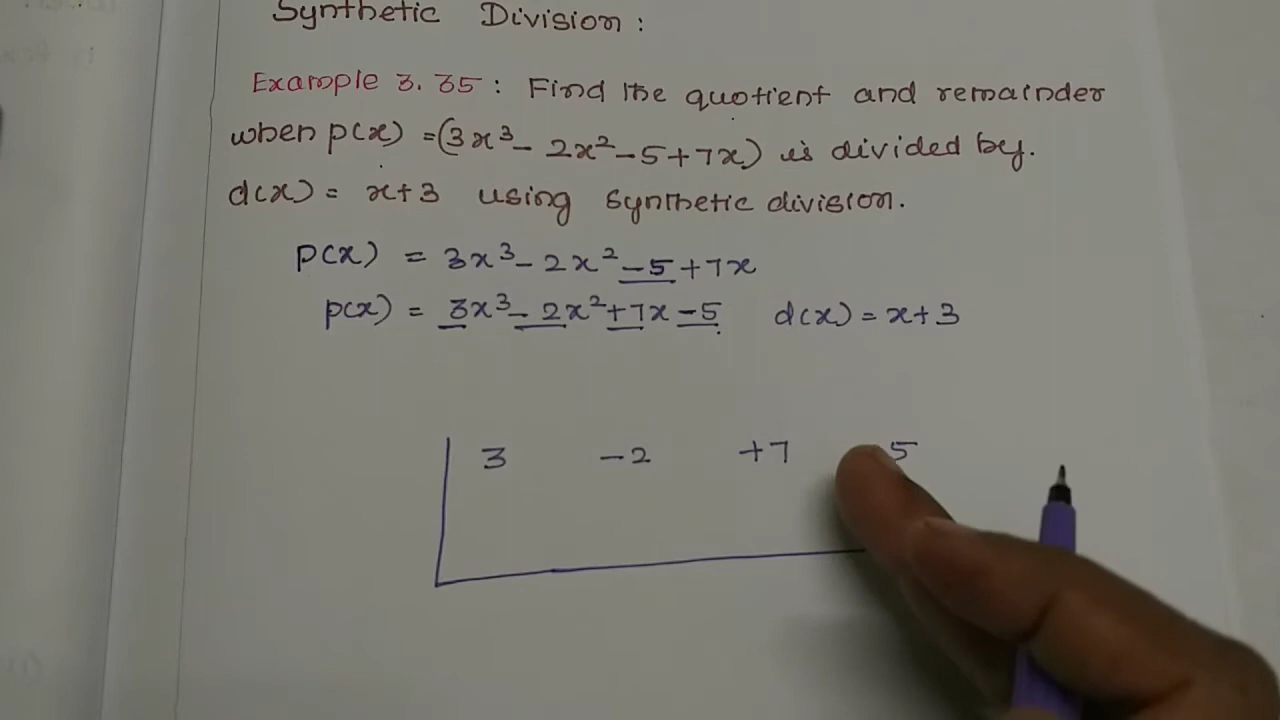 Synthetic Division :
Example 3.35 : Find the quotient and remainder
when p(x) = (3x³ - 2x² - 5 + 7x) is divided by.
d(x) = x+3 using synthetic division.
p(x) = 3x³ - 2x² - 5 + 7x
p(x) = 3x³ - 2x² + 7x - 5 d(x) = x+3
3 -2 +7 5